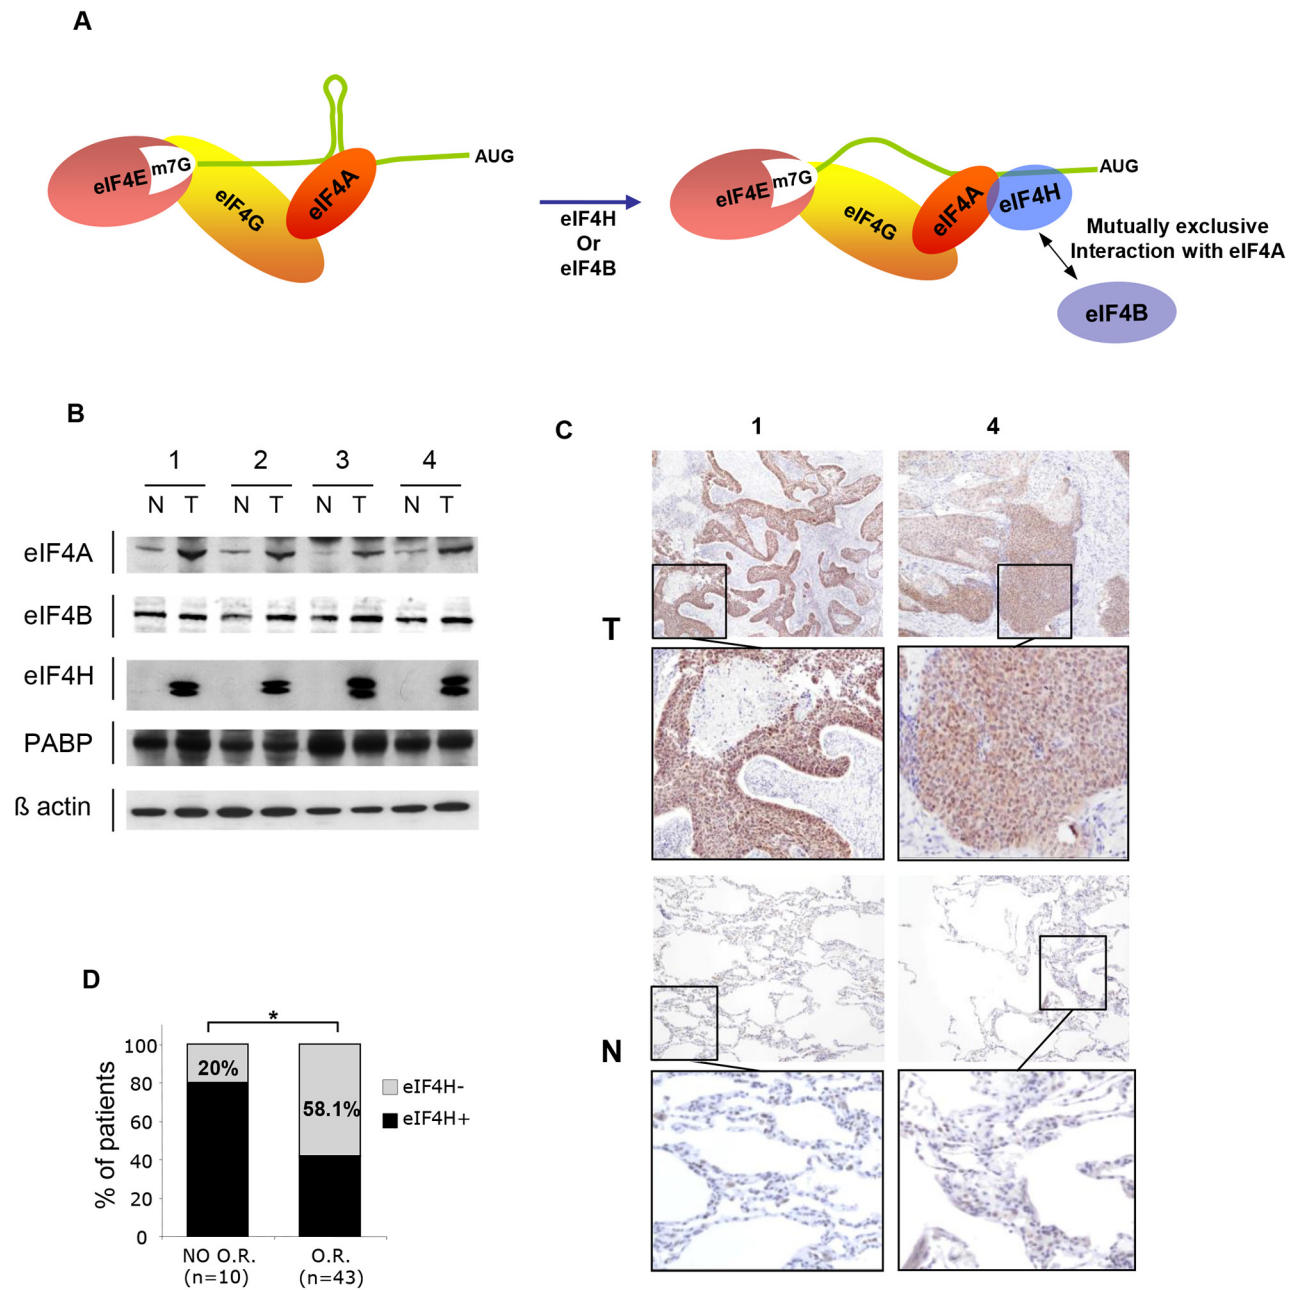 A
eIF4E
m7G
eIF4G
eIF4A
AUG
eIF4H
Or
eIF4B
eIF4E
m7G
eIF4G
eIF4A
eIF4H
AUG
Mutually exclusive
Interaction with eIF4A
eIF4B
B
1 2 3 4
N T N T N T N T
eIF4A
eIF4B
eIF4H
PABP
ß actin
C
1 4
T
N
D
*
% of patients
100
80
60
40
20
0
20%
58.1%
eIF4H-
eIF4H+
NO O.R.
(n=10)
O.R.
(n=43)